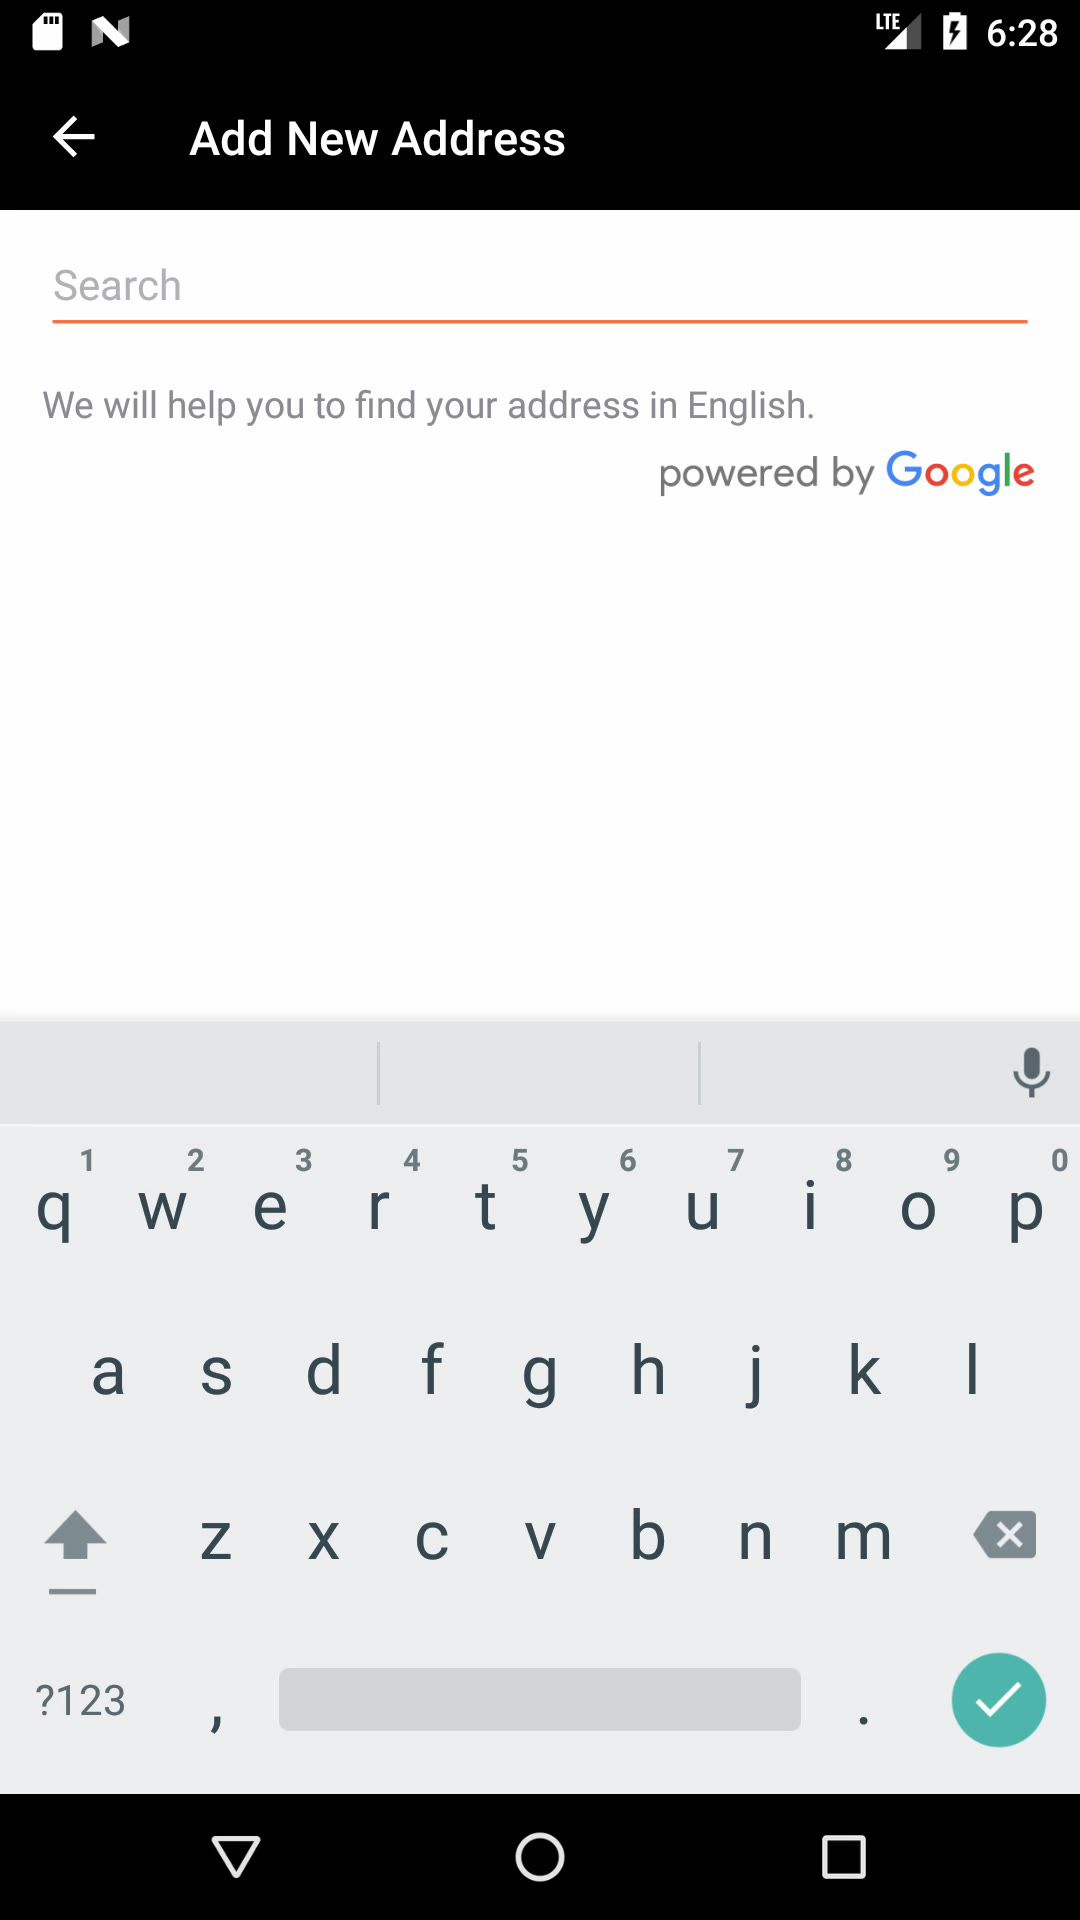 LTE 6:28
Add New Address
Search
We will help you to find your address in English.
powered by Google
1 2 3 4 5 6 7 8 9 0
q w e r t y u i o p
a s d f g h j k l
z x c v b n m
?123 , .